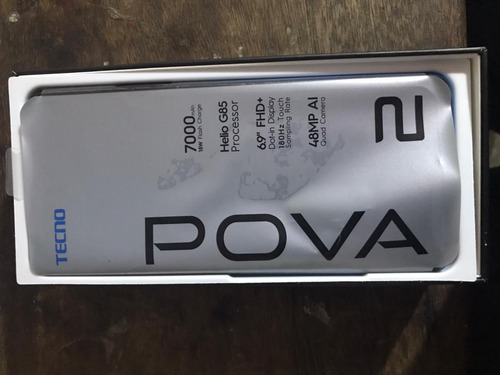 TECNO
POVA
2
7000mAh
18W Flash Charge
Helio G85
Processor
6.9" FHD+
Dot-in Display
180Hz Touch
Sampling Rate
48MP AI
Quad Camera